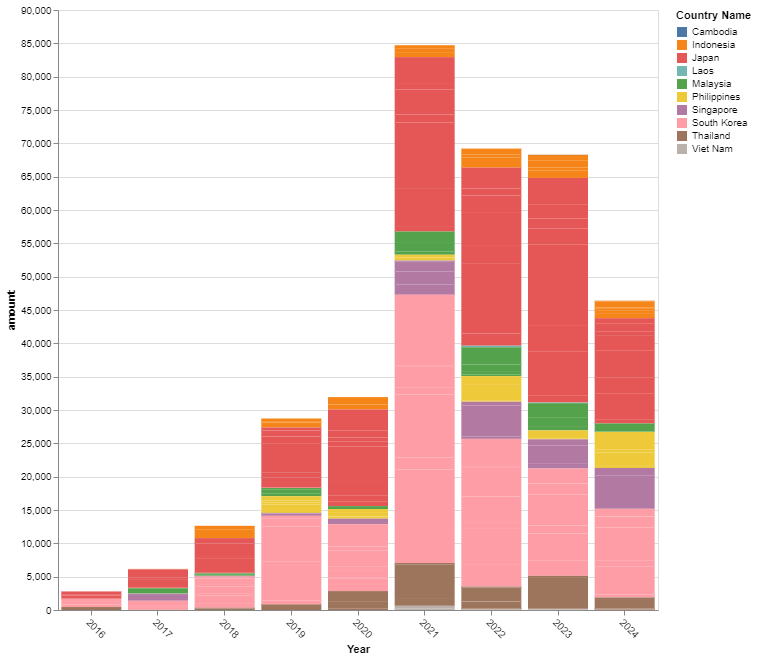 90,000
85,000
80,000
75,000
70,000
65,000
60,000
55,000
50,000
45,000
40,000
35,000
30,000
25,000
20,000
15,000
10,000
5,000
0
amount
2016
2017
2018
2019
2020
2021
2022
2023
2024
Year
Country Name
Cambodia
Indonesia
Japan
Laos
Malaysia
Philippines
Singapore
South Korea
Thailand
Viet Nam